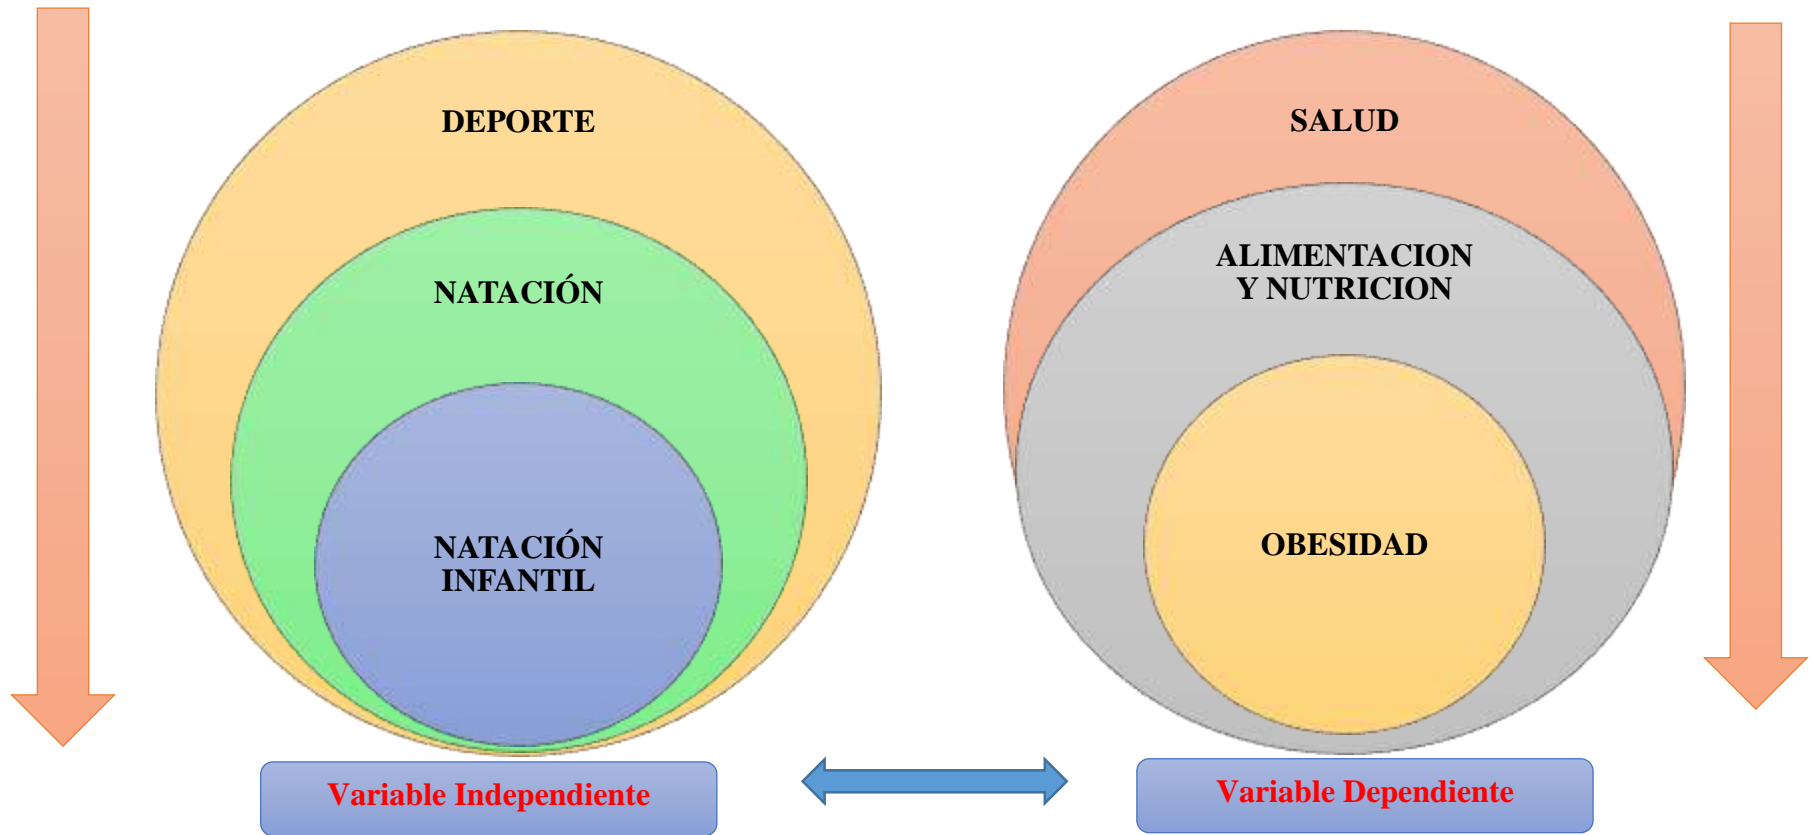 DEPORTE
NATACIÓN
NATACIÓN
INFANTIL
Variable Independiente
SALUD
ALIMENTACION
Y NUTRICION
OBESIDAD
Variable Dependiente